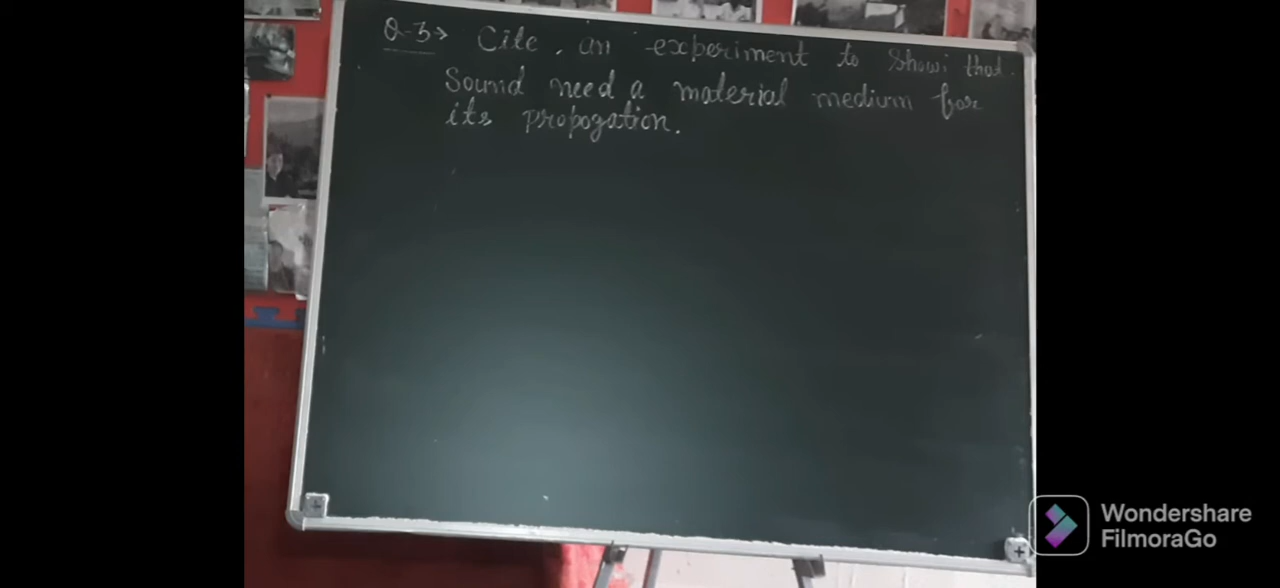 Q-3> Cite, an experiment to show that
Sound need a material medium for
its propogation.
Wondershare
FilmoraGo